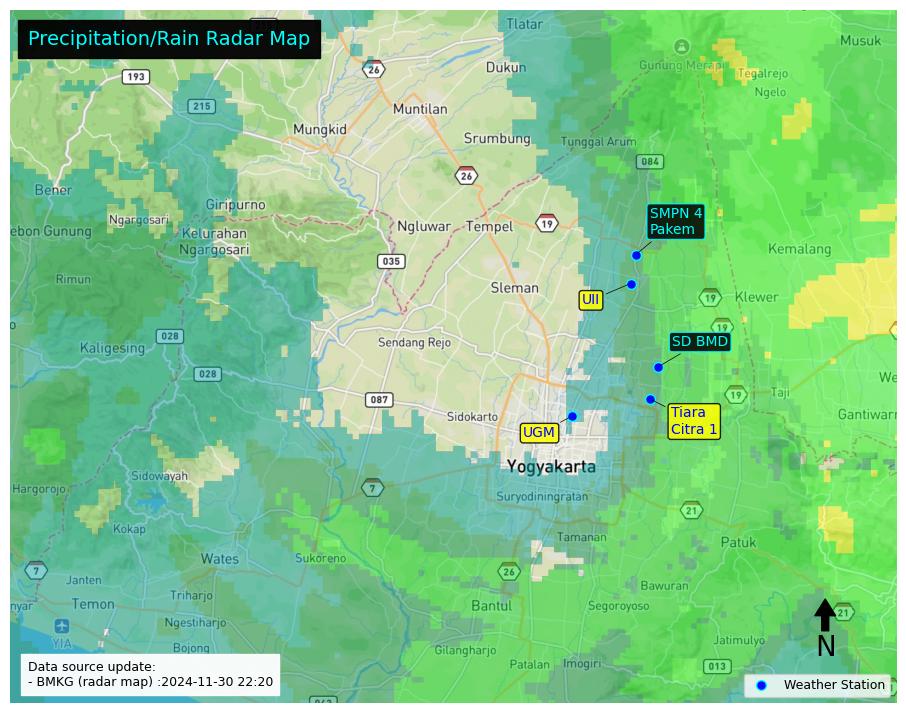 Precipitation/Rain Radar Map
Tlatar
Musuk
26
193
Dukun
Gunung Merapi
Tegalrejo
Ngelo
215
Muntilan
Mungkid
Srumbung
Tunggal Arum
084
26
Bener
Giripurno
Ngargosari
SMPN 4
Pakem
ebon Gunung
Kelurahan
Ngargosari
Ngluwar
Tempel
19
Kemalang
035
Rimun
Sleman
UII
19
Klewer
19
028
Kaligesing
Sendang Rejo
SD BMD
028
We
087
19
Taji
Sidokarto
Tiara
Citra 1
Gantiwarn
UGM
Yogyakarta
Sidowayah
Hargorojo
7
Suryodiningratan
21
Kokap
Tamanan
Patuk
Wates
Sukoreno
7
26
Janten
Bawuran
Triharjo
Temon
nyar
Bantul
Segoroyoso
21
Ngestiharjo
YIA
N
Bojong
Gilangharjo
Jatimulyo
Patalan
Imogiri
013
Data source update:
- BMKG (radar map) :2024-11-30 22:20
Weather Station